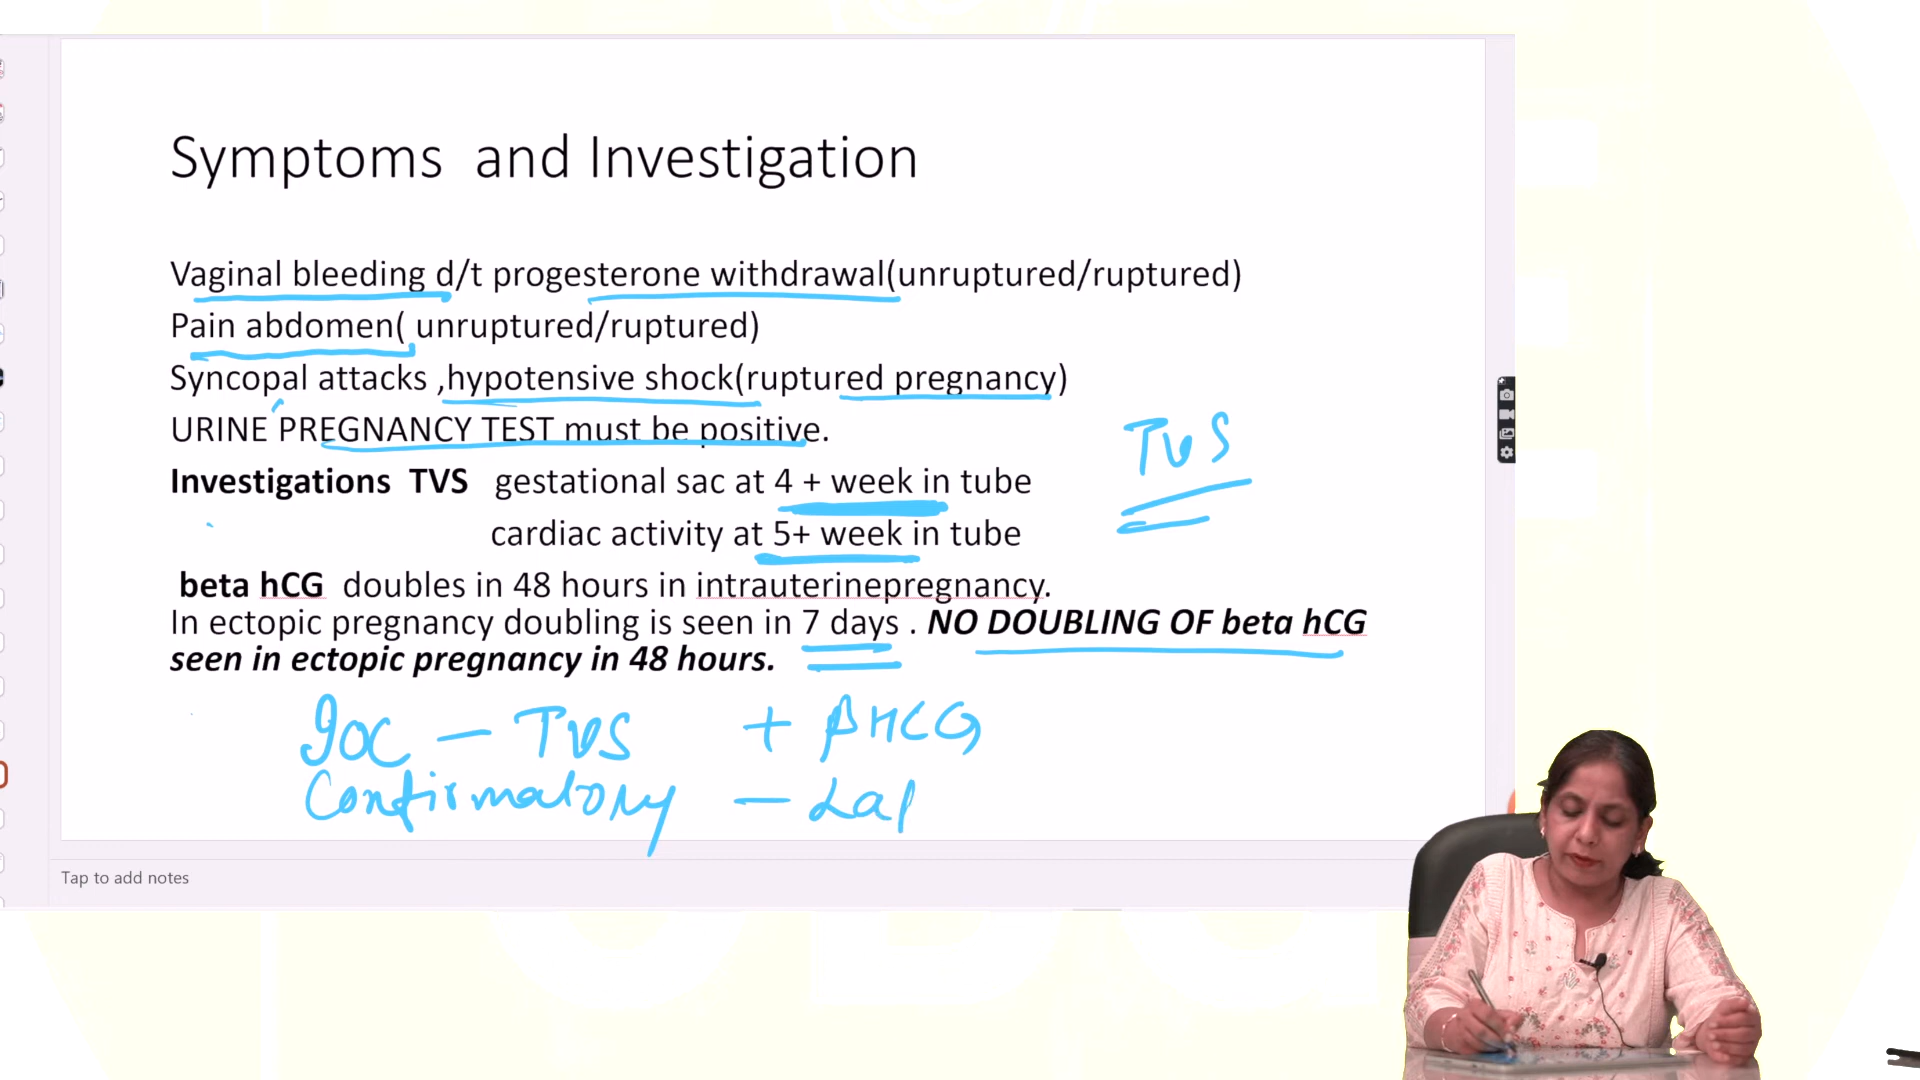 Symptoms and Investigation
Vaginal bleeding d/t progesterone withdrawal(unruptured/ruptured)
Pain abdomen( unruptured/ruptured)
Syncopal attacks ,hypotensive shock(ruptured pregnancy)
URINE PREGNANCY TEST must be positive.
TVS
Investigations TVS gestational sac at 4 + week in tube
cardiac activity at 5+ week in tube
beta hCG doubles in 48 hours in intrauterinepregnancy.
In ectopic pregnancy doubling is seen in 7 days . NO DOUBLING OF beta hCG
seen in ectopic pregnancy in 48 hours.
IOC - TVS + βHCG
Confirmatory - Lap
Tap to add notes